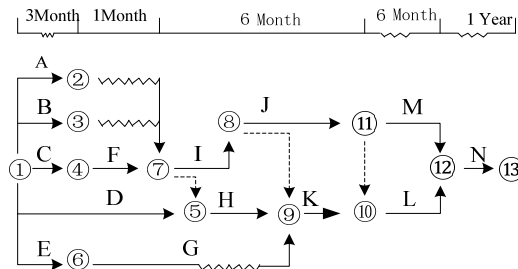 3Month 1Month 6 Month 6 Month 1 Year
A ②
B ③
J M
⑧ ⑪
① C ④ F ⑦ I ⑫ N ⑬
D H K L
⑤ ⑨ ⑩
E ⑥ G